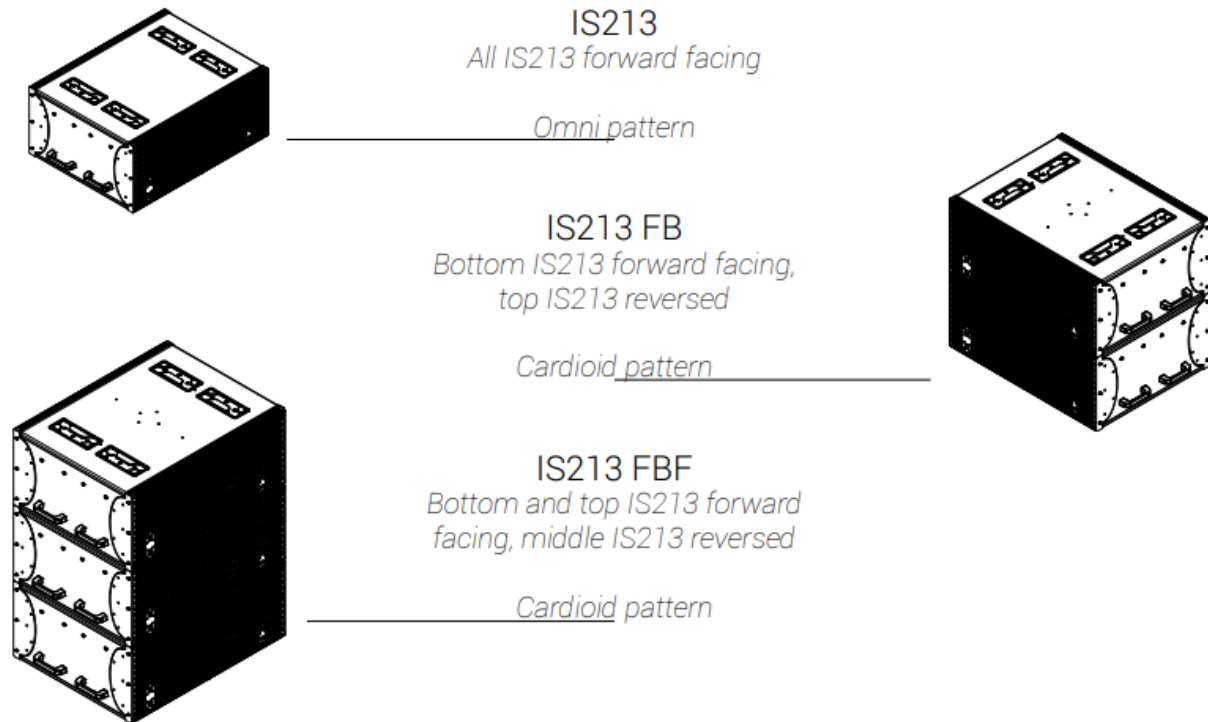 IS213
All IS213 forward facing
Omni pattern
IS213 FB
Bottom IS213 forward facing,
top IS213 reversed
Cardioid pattern
IS213 FBF
Bottom and top IS213 forward
facing, middle IS213 reversed
Cardioid pattern